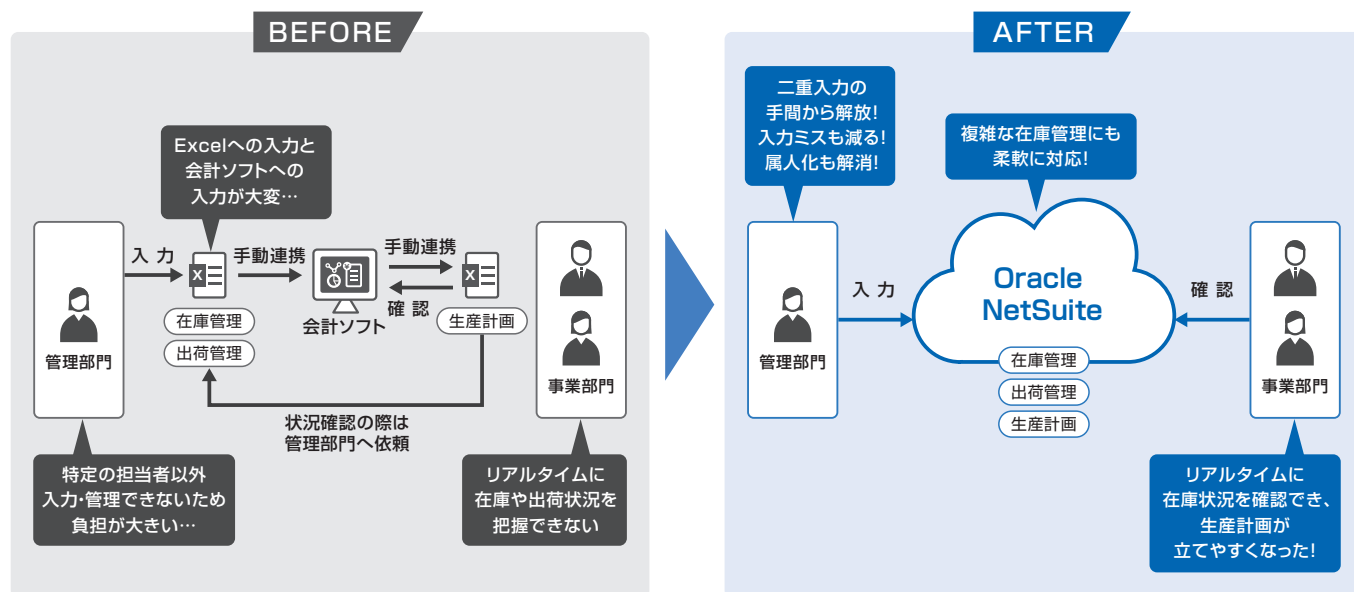 BEFORE
Excelへの入力と
会計ソフトへの
入力が大変…
入力
手動連携
手動連携
確認
X
X
会計ソフト
在庫管理
出荷管理
生産計画
管理部門
事業部門
状況確認の際は
管理部門へ依頼
特定の担当者以外
入力・管理できないため
負担が大きい…
リアルタイムに
在庫や出荷状況を
把握できない
AFTER
二重入力の
手間から解放!
入力ミスも減る!
属人化も解消!
複雑な在庫管理にも
柔軟に対応!
入力
Oracle
NetSuite
確認
在庫管理
出荷管理
生産計画
管理部門
事業部門
リアルタイムに
在庫状況を確認でき、
生産計画が
立てやすくなった!